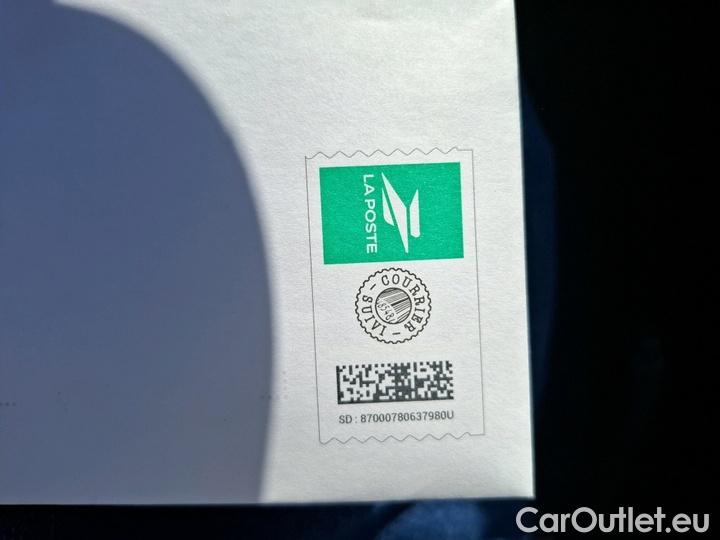 LA POSTE
COURRIER - SUIVI -
SD : 87000780637980U
CarOutlet.eu